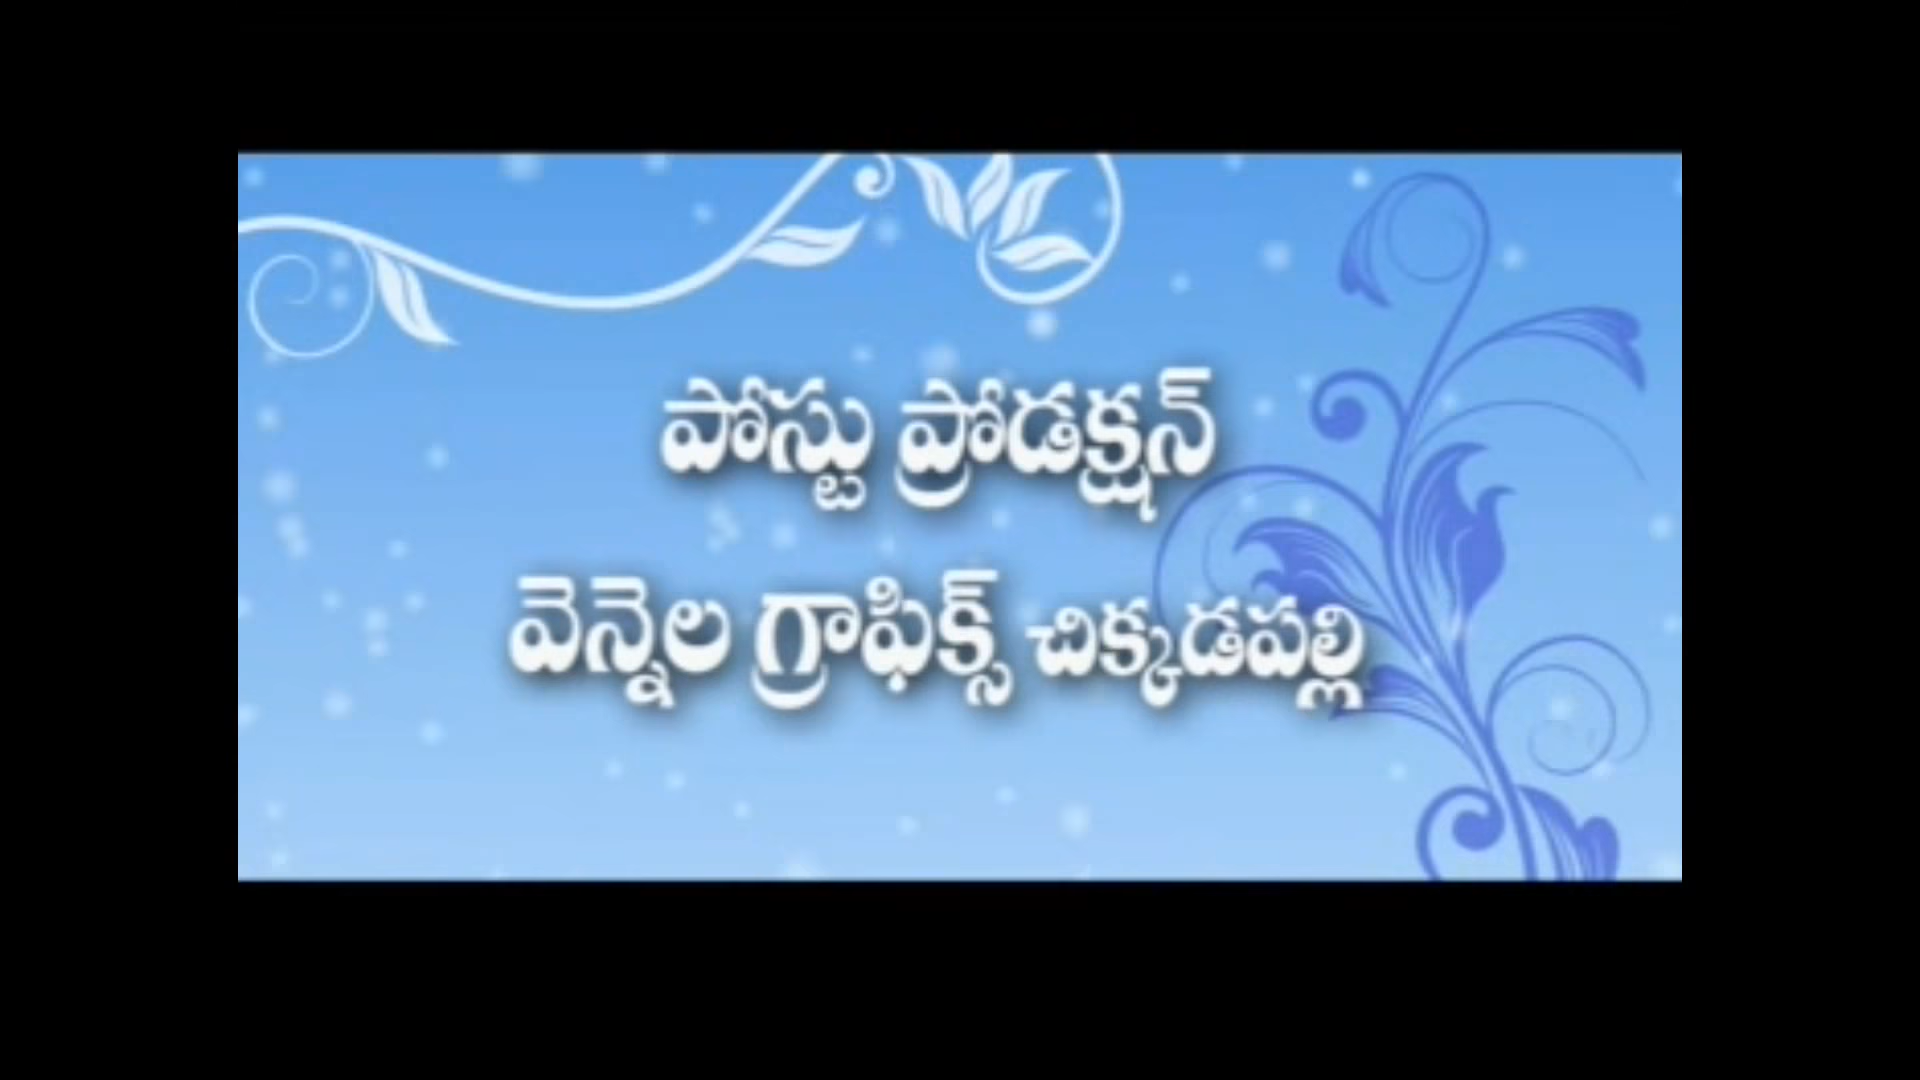 పోస్టు ప్రోడక్షన్
వెన్నెల గ్రాఫిక్స్ చిక్కడపల్లి